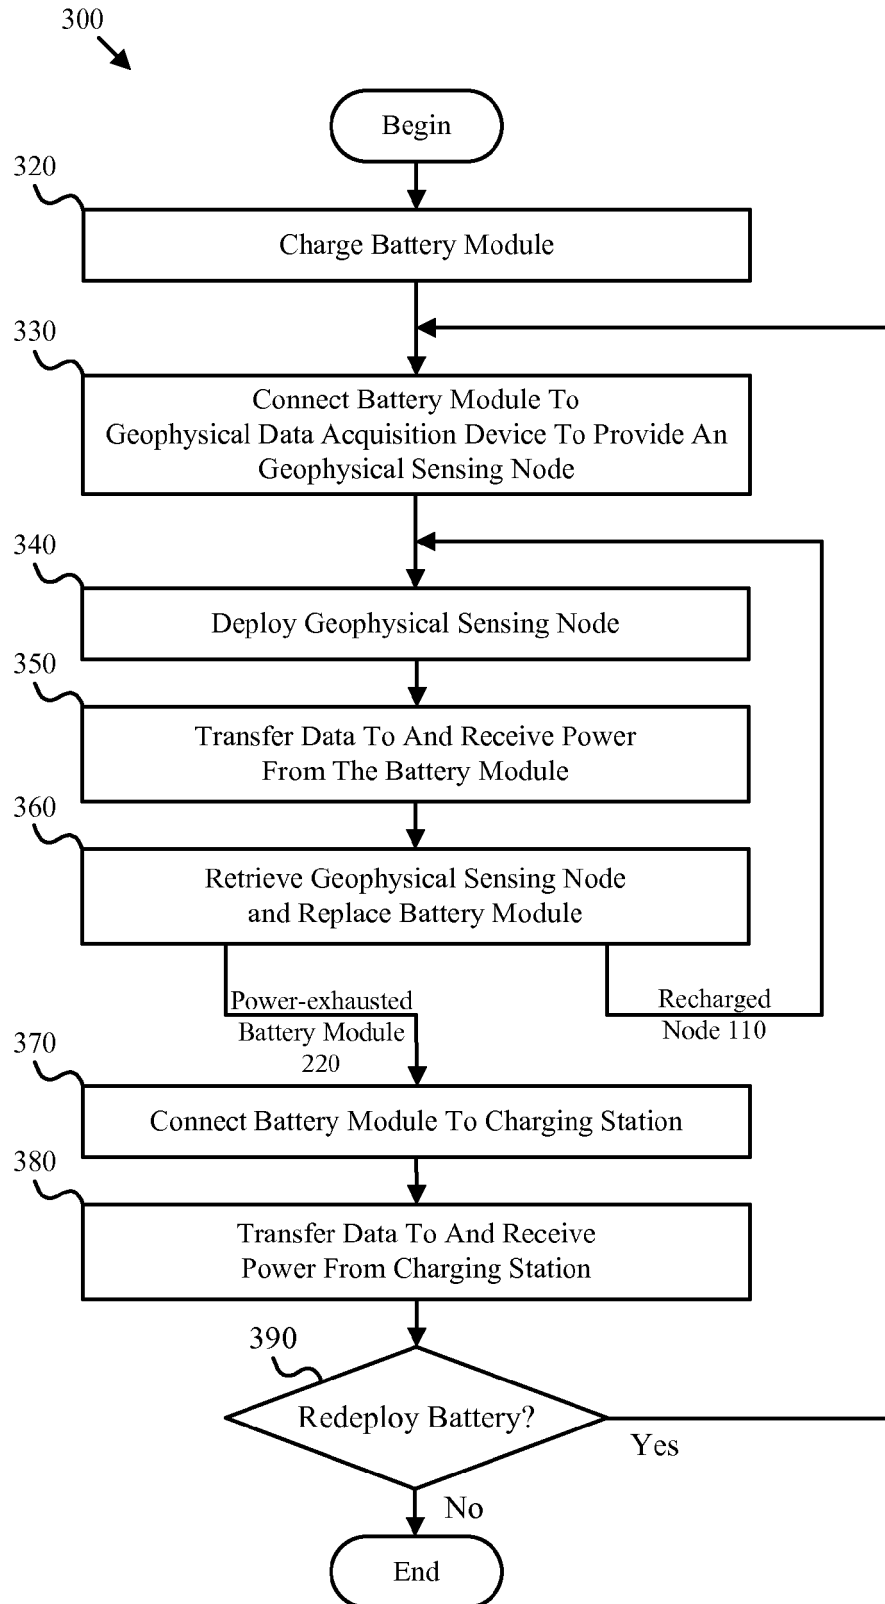 300
Begin
320
Charge Battery Module
330
Connect Battery Module To
Geophysical Data Acquisition Device To Provide An
Geophysical Sensing Node
340
Deploy Geophysical Sensing Node
350
Transfer Data To And Receive Power
From The Battery Module
360
Retrieve Geophysical Sensing Node
and Replace Battery Module
Power-exhausted
Battery Module
220
Recharged
Node 110
370
Connect Battery Module To Charging Station
380
Transfer Data To And Receive
Power From Charging Station
390
Redeploy Battery?
Yes
No
End